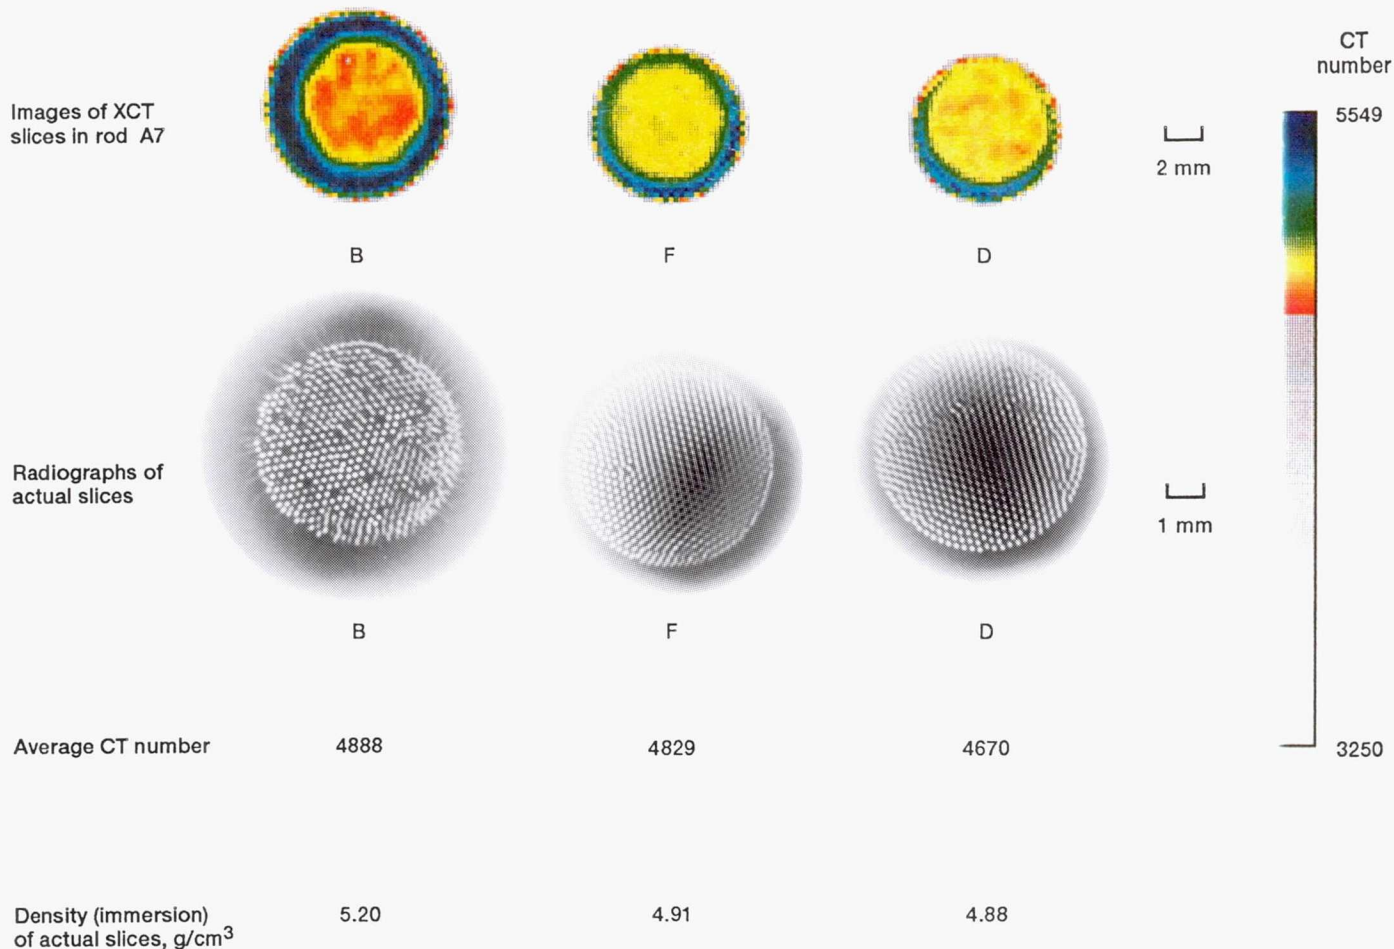 CT
number
Images of XCT
slices in rod A7
5549
2 mm
B F D
Radiographs of
actual slices
1 mm
B F D
Average CT number 4888 4829 4670
3250
Density (immersion) 5.20 4.91 4.88
of actual slices, g/cm³